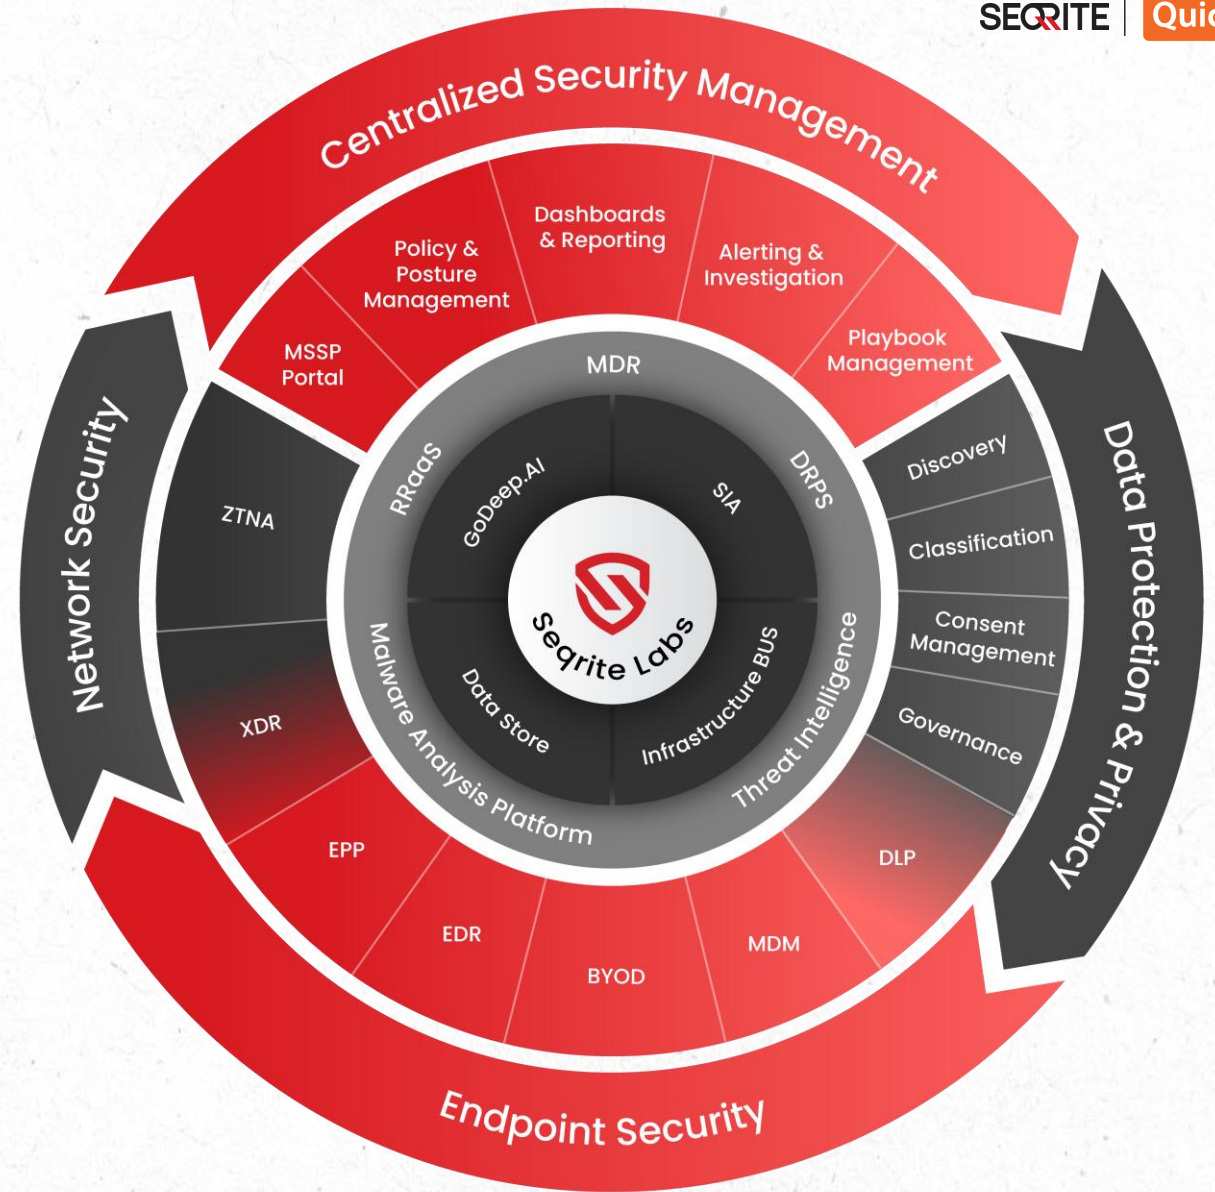 SEQRITE
Centralized Security Management
Dashboards
& Reporting
Policy &
Posture
Management
Alerting &
Investigation
MSSP
Portal
Playbook
Management
Network Security
ZTNA
XDR
Data Protection & Privacy
Discovery
Classification
Consent
Management
Governance
DLP
MDR
RRaaS
DRPS
Malware Analysis Platform
Threat Intelligence
GoDeep.AI
SIA
Data Store
Infrastructure BUS
Seqrite Labs
EPP
EDR
BYOD
MDM
Endpoint Security